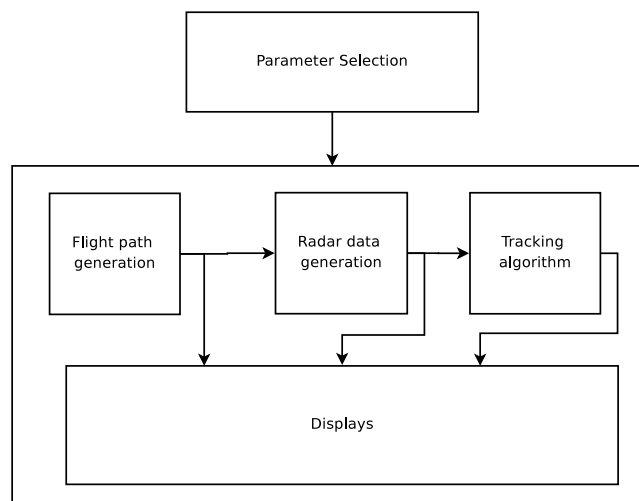 Parameter Selection
Flight path
generation
Radar data
generation
Tracking
algorithm
Displays